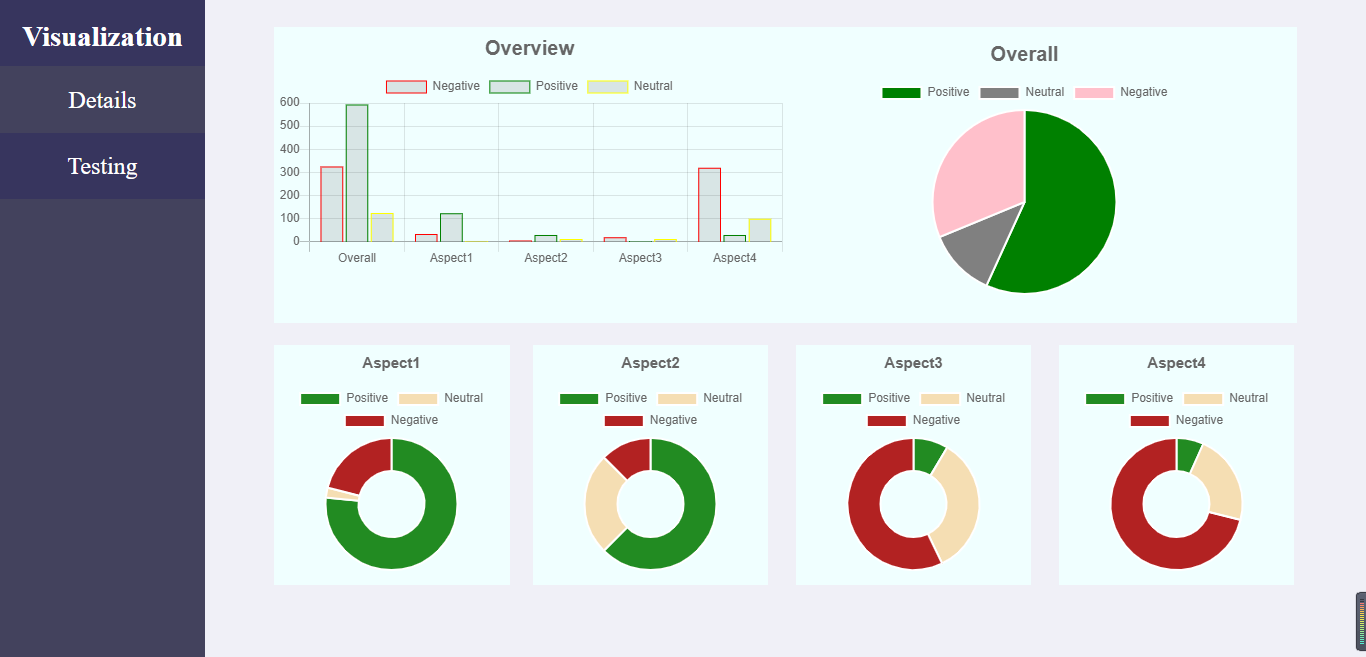 Visualization
Details
Testing
Overview
Negative Positive Neutral
600
500
400
300
200
100
0
Overall Aspect1 Aspect2 Aspect3 Aspect4
Overall
Positive Neutral Negative
Aspect1
Positive Neutral
Negative
Aspect2
Positive Neutral
Negative
Aspect3
Positive Neutral
Negative
Aspect4
Positive Neutral
Negative